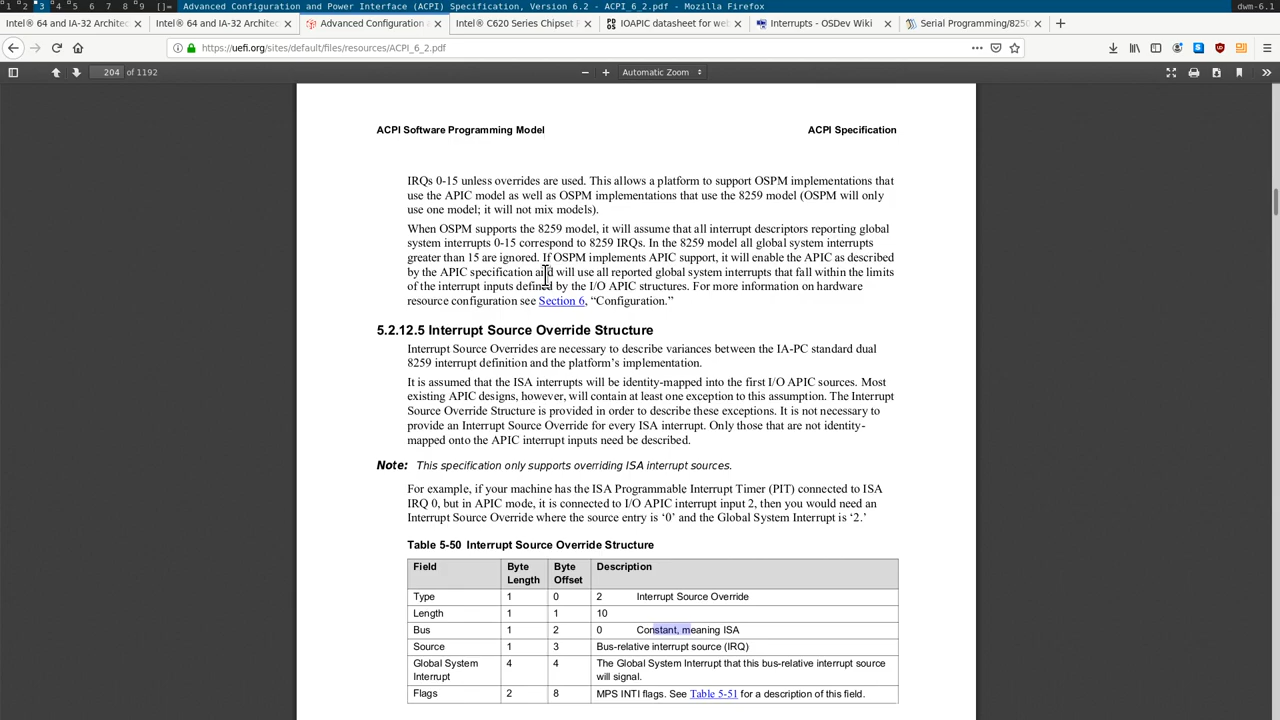 1 2 3 4 5 6 7 8 9 [] Advanced Configuration and Power Interface (ACPI) Specification, Version 6.2 - ACPI_6_2.pdf - Mozilla Firefox dwm-6.1
Intel® 64 and IA-32 Architec × Intel® 64 and IA-32 Architec × Advanced Configuration an × Intel® C620 Series Chipset P × IOAPIC datasheet for web × Interrupts - OSDev Wiki × Serial Programming/8250 ×
https://uefi.org/sites/default/files/resources/ACPI_6_2.pdf
204 of 1192 Automatic Zoom
ACPI Software Programming Model ACPI Specification
IRQs 0-15 unless overrides are used. This allows a platform to support OSPM implementations that
use the APIC model as well as OSPM implementations that use the 8259 model (OSPM will only
use one model; it will not mix models).
When OSPM supports the 8259 model, it will assume that all interrupt descriptors reporting global
system interrupts 0-15 correspond to 8259 IRQs. In the 8259 model all global system interrupts
greater than 15 are ignored. If OSPM implements APIC support, it will enable the APIC as described
by the APIC specification and will use all reported global system interrupts that fall within the limits
of the interrupt inputs defined by the I/O APIC structures. For more information on hardware
resource configuration see Section 6, “Configuration.”
5.2.12.5 Interrupt Source Override Structure
Interrupt Source Overrides are necessary to describe variances between the IA-PC standard dual
8259 interrupt definition and the platform’s implementation.
It is assumed that the ISA interrupts will be identity-mapped into the first I/O APIC sources. Most
existing APIC designs, however, will contain at least one exception to this assumption. The Interrupt
Source Override Structure is provided in order to describe these exceptions. It is not necessary to
provide an Interrupt Source Override for every ISA interrupt. Only those that are not identity-
mapped onto the APIC interrupt inputs need be described.
Note: This specification only supports overriding ISA interrupt sources.
For example, if your machine has the ISA Programmable Interrupt Timer (PIT) connected to ISA
IRQ 0, but in APIC mode, it is connected to I/O APIC interrupt input 2, then you would need an
Interrupt Source Override where the source entry is ‘0’ and the Global System Interrupt is ‘2.’
Table 5-50 Interrupt Source Override Structure
Field Byte Length Byte Offset Description
Type 1 0 2 Interrupt Source Override
Length 1 1 10
Bus 1 2 0 Constant, meaning ISA
Source 1 3 Bus-relative interrupt source (IRQ)
Global System Interrupt 4 4 The Global System Interrupt that this bus-relative interrupt source
will signal.
Flags 2 8 MPS INTI flags. See Table 5-51 for a description of this field.